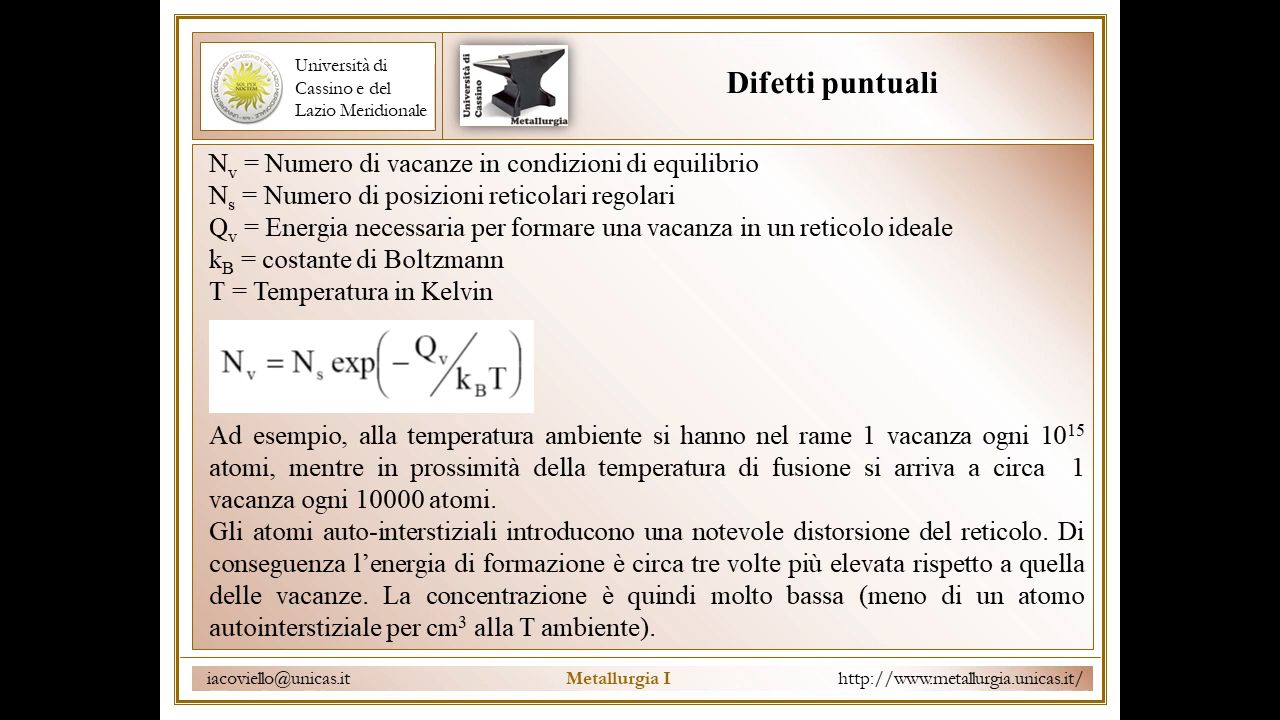 Università di
Cassino e del
Lazio Meridionale
Università di
Cassino
Metallurgia
Difetti puntuali
Nv = Numero di vacanze in condizioni di equilibrio
Ns = Numero di posizioni reticolari regolari
Qv = Energia necessaria per formare una vacanza in un reticolo ideale
kB = costante di Boltzmann
T = Temperatura in Kelvin
Nv = Ns exp(−Qv/kBT)
Ad esempio, alla temperatura ambiente si hanno nel rame 1 vacanza ogni 10¹⁵
atomi, mentre in prossimità della temperatura di fusione si arriva a circa 1
vacanza ogni 10000 atomi.
Gli atomi auto-interstiziali introducono una notevole distorsione del reticolo. Di
conseguenza l’energia di formazione è circa tre volte più elevata rispetto a quella
delle vacanze. La concentrazione è quindi molto bassa (meno di un atomo
autointerstiziale per cm³ alla T ambiente).
iacoviello@unicas.it
Metallurgia I
http://www.metallurgia.unicas.it/